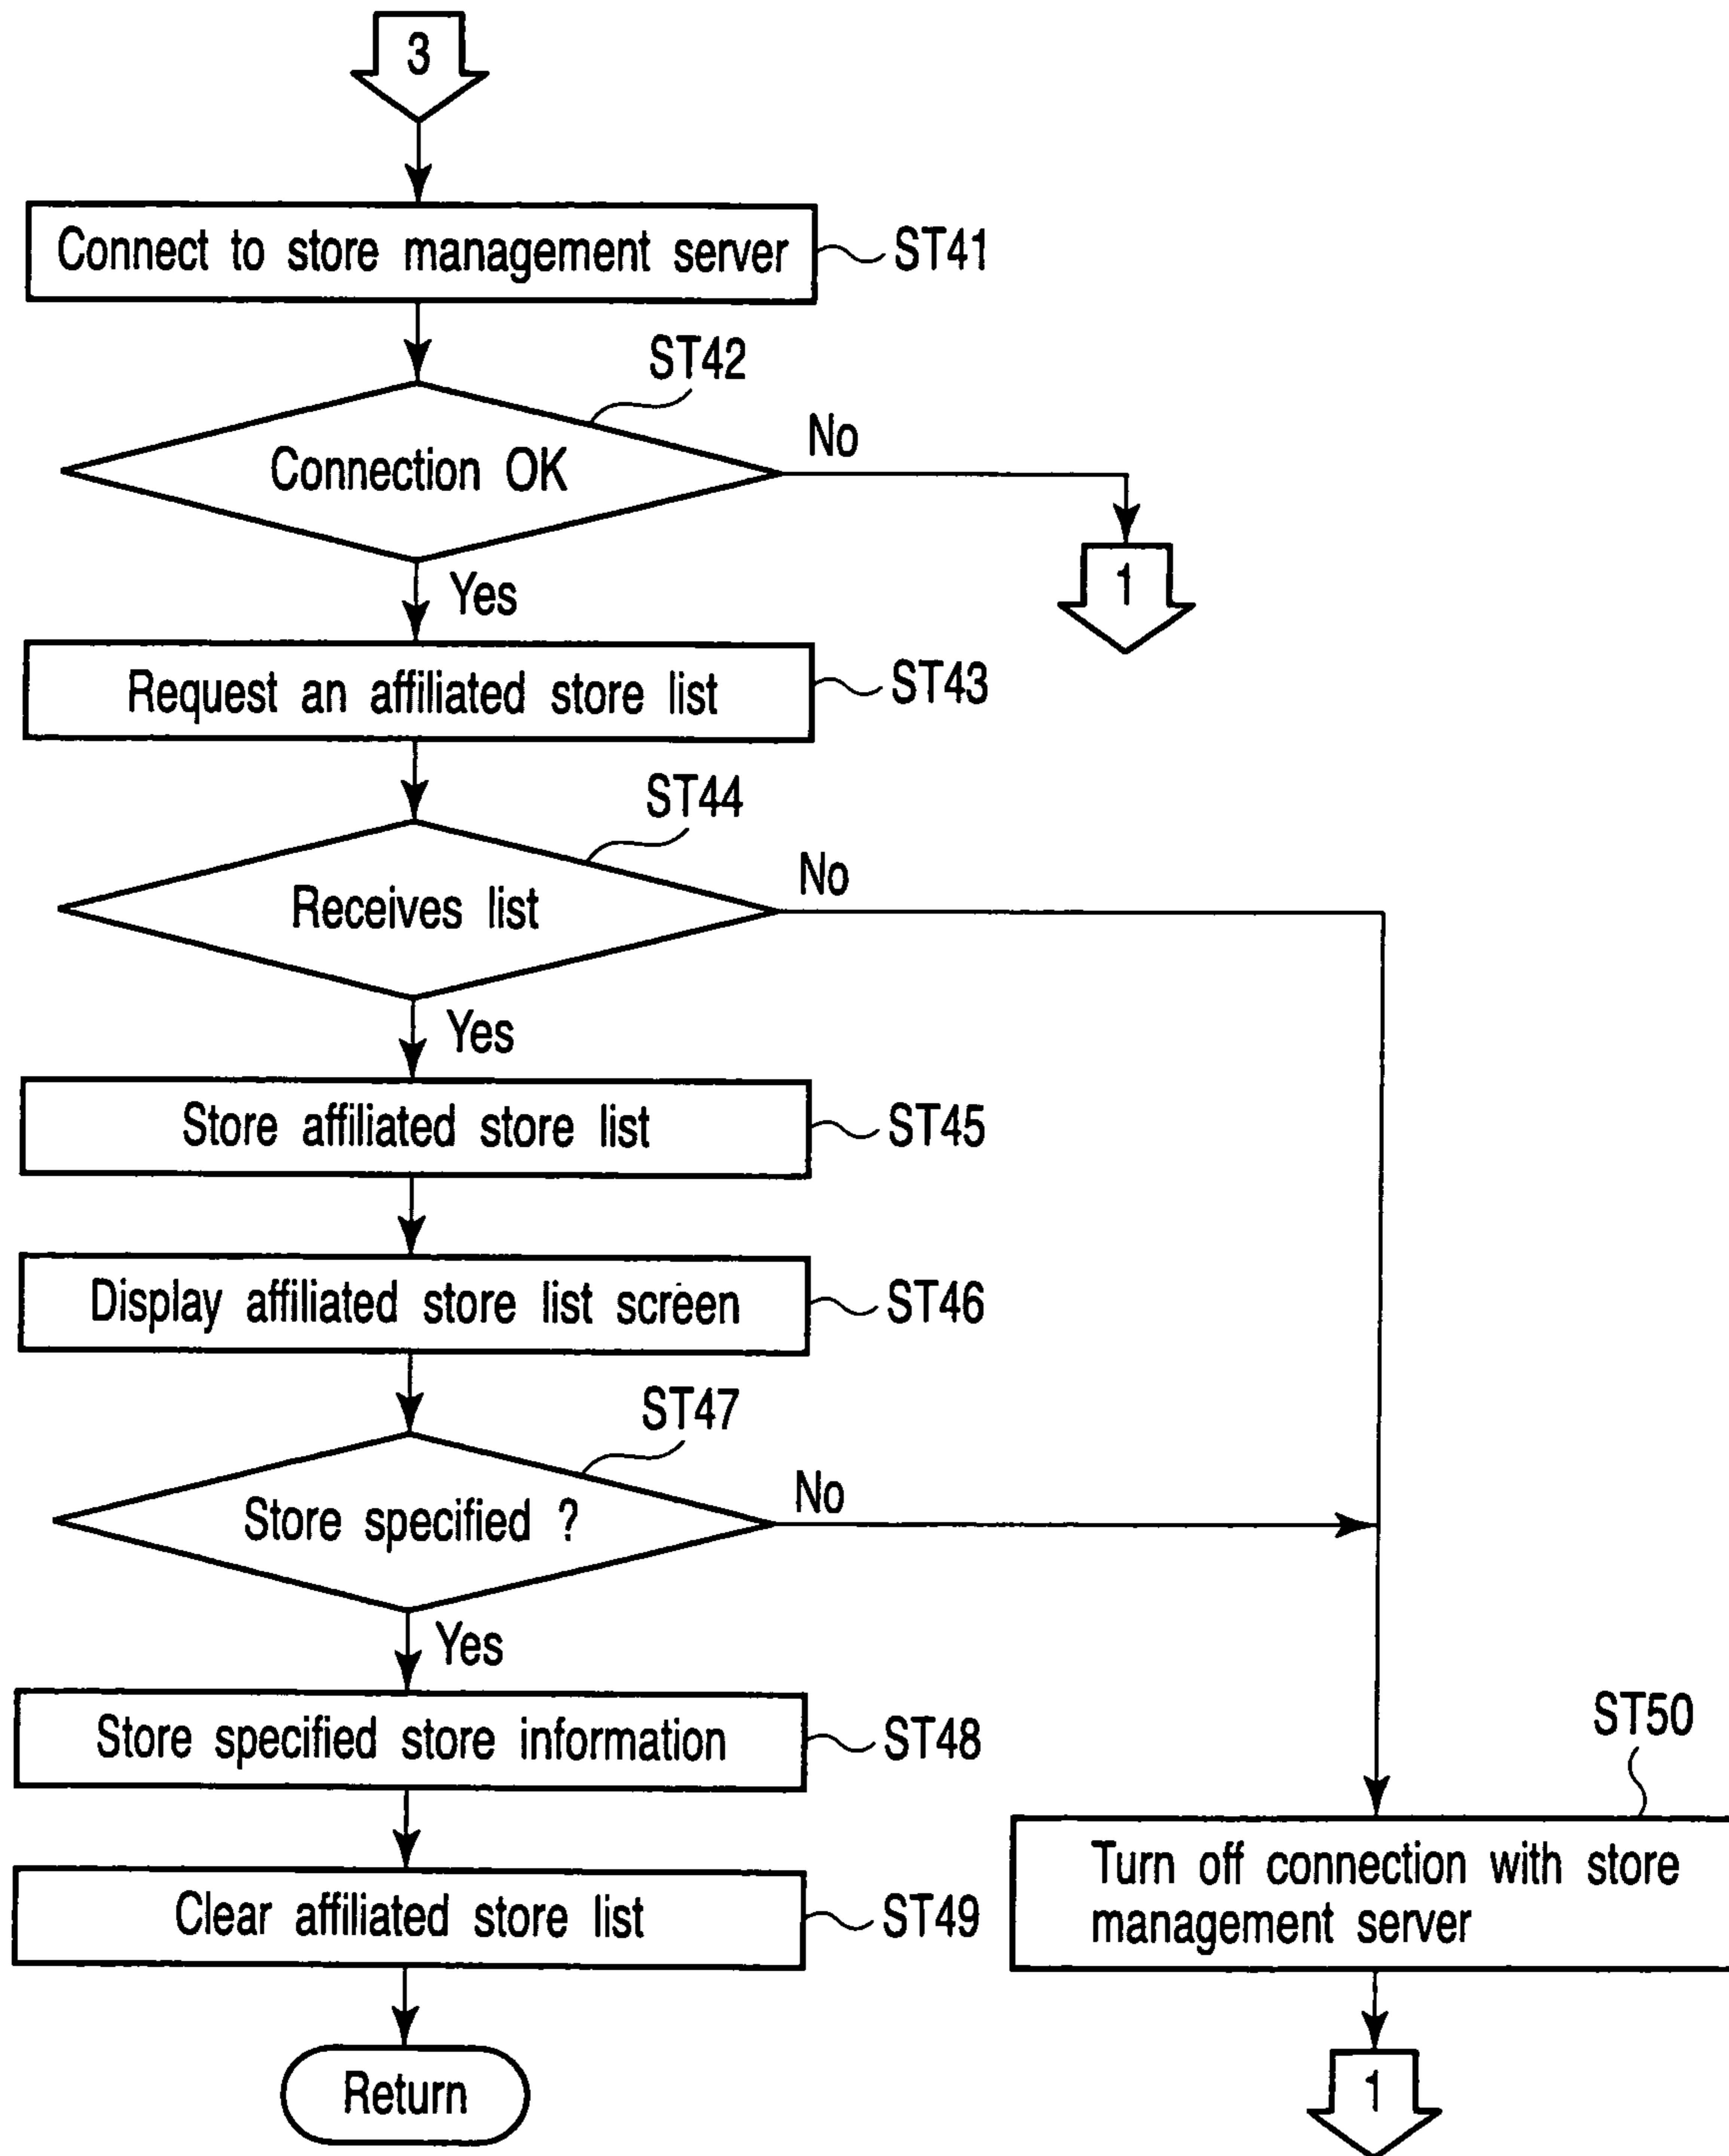 3
Connect to store management server
ST41
ST42
Connection OK
No
1
Yes
Request an affiliated store list
ST43
ST44
Receives list
No
Yes
Store affiliated store list
ST45
Display affiliated store list screen
ST46
ST47
Store specified ?
No
Yes
Store specified store information
ST48
ST50
Turn off connection with store
management server
Clear affiliated store list
ST49
Return
1